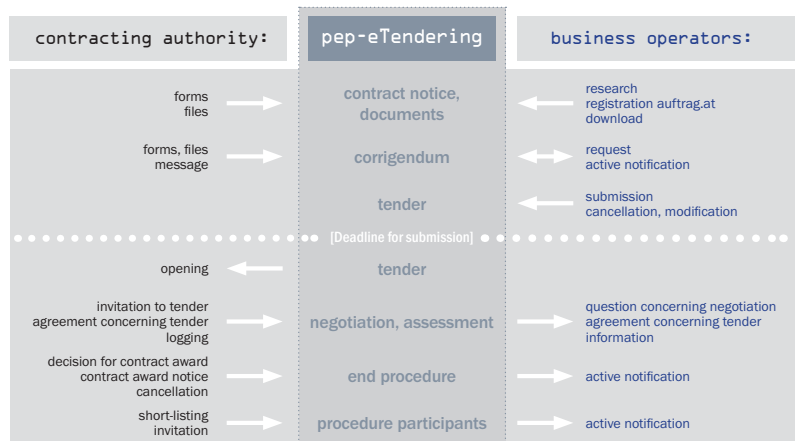 contracting authority:
pep-eTendering
business operators:
forms
files
contract notice,
documents
research
registration auftrag.at
download
forms, files
message
corrigendum
request
active notification
tender
submission
cancellation, modification
[Deadline for submission]
opening
tender
invitation to tender
agreement concerning tender
logging
negotiation, assessment
question concerning negotiation
agreement concerning tender
information
decision for contract award
contract award notice
cancellation
end procedure
active notification
short-listing
invitation
procedure participants
active notification